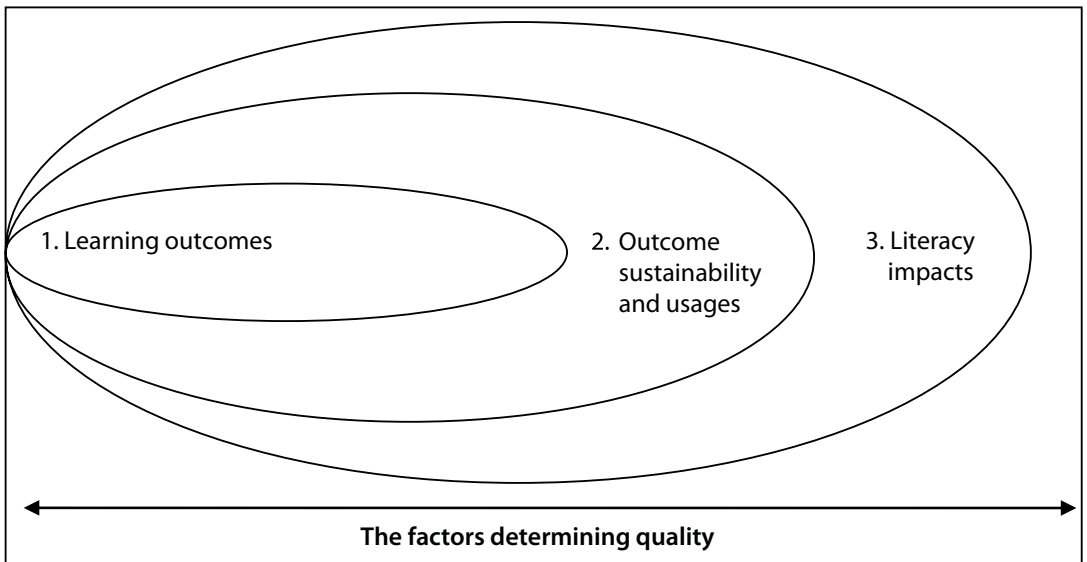 1. Learning outcomes
2. Outcome
sustainability
and usages
3. Literacy
impacts
The factors determining quality